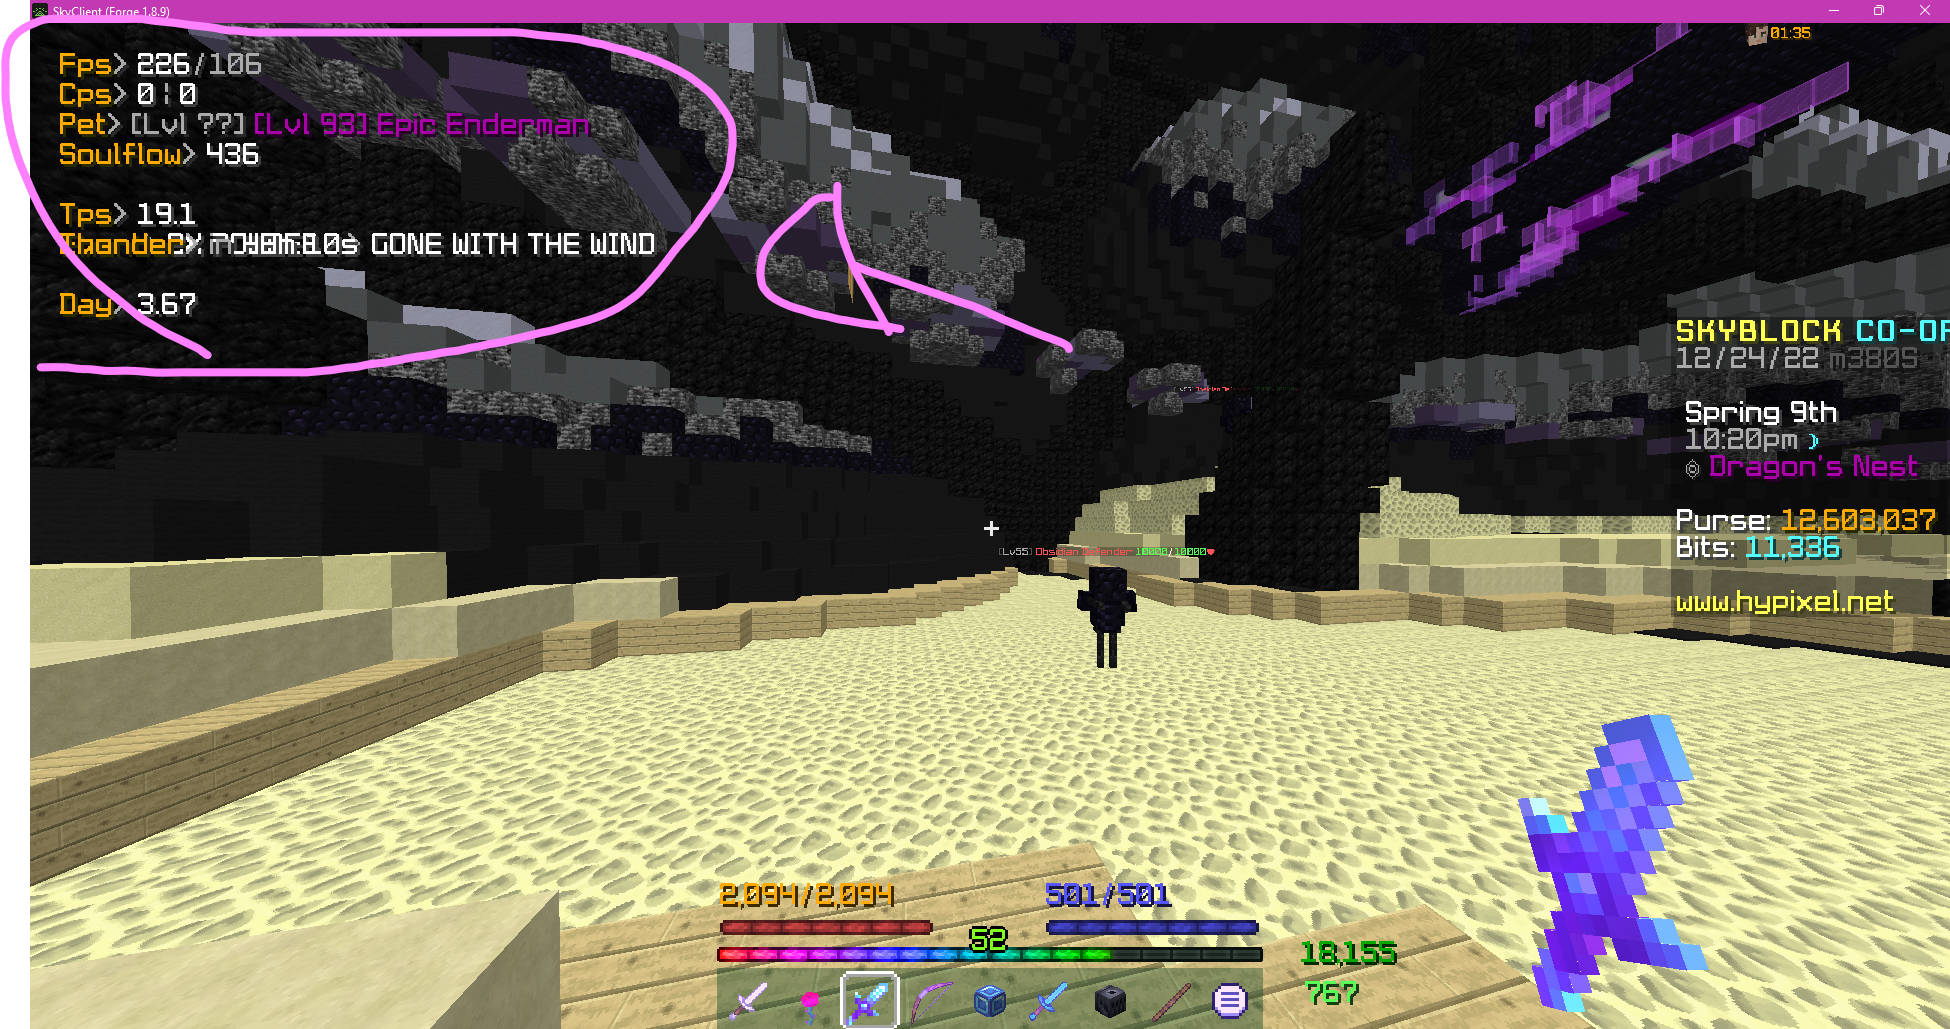 SkyClient (Forge 1.8.9)
01:35
Fps> 226/106
Cps> 0 ¦ 0
Pet> [Lvl ??] [Lvl 93] Epic Enderman
Soulflow> 436
Tps> 19.1
GONE WITH THE WIND
Day> 3.67
SKYBLOCK CO-OP
12/24/22 m380S
Spring 9th
10:20pm ☽
Dragon's Nest
Purse: 12,603,037
Bits: 11,336
www.hypixel.net
[Lv55] Obsidian Defender 10000/10000❤
2,094/2,094
501/501
52
18,155
767